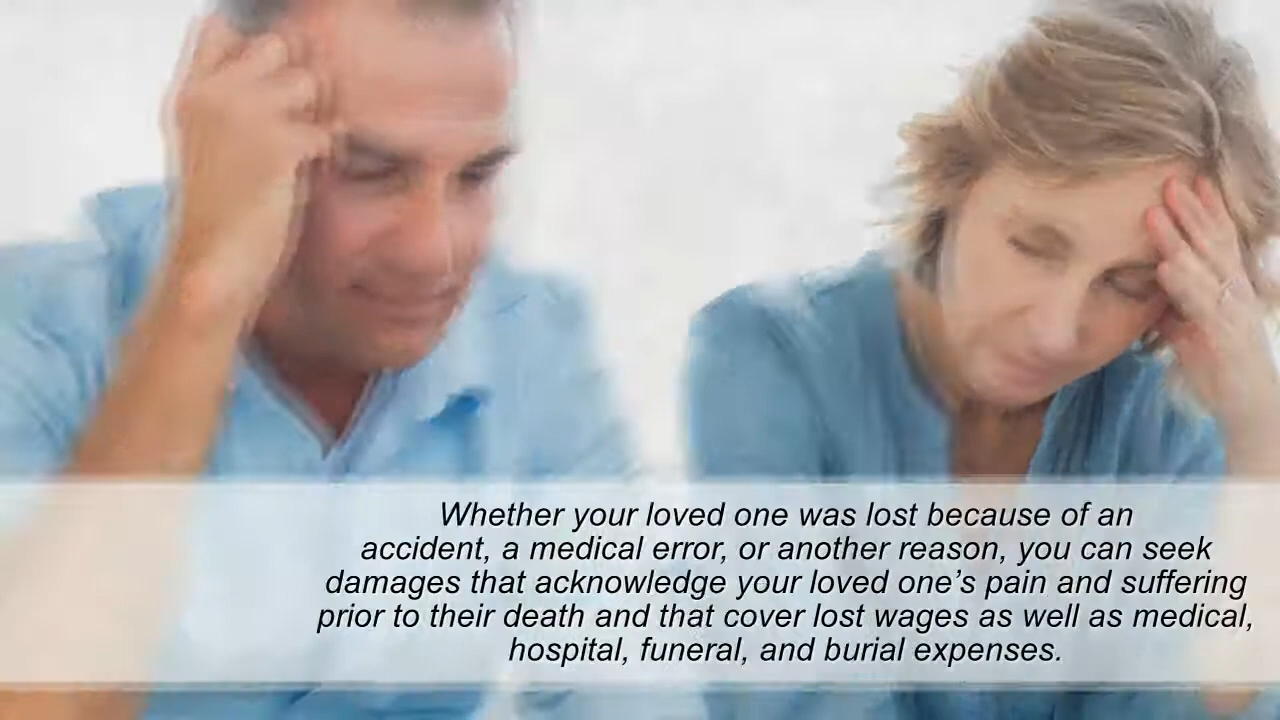 Whether your loved one was lost because of an
accident, a medical error, or another reason, you can seek
damages that acknowledge your loved one’s pain and suffering
prior to their death and that cover lost wages as well as medical,
hospital, funeral, and burial expenses.